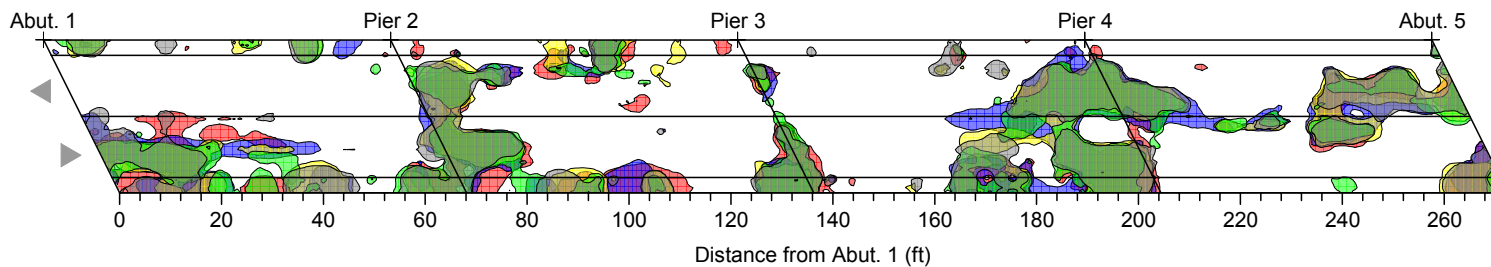 Abut. 1 Pier 2 Pier 3 Pier 4 Abut. 5
0 20 40 60 80 100 120 140 160 180 200 220 240 260
Distance from Abut. 1 (ft)